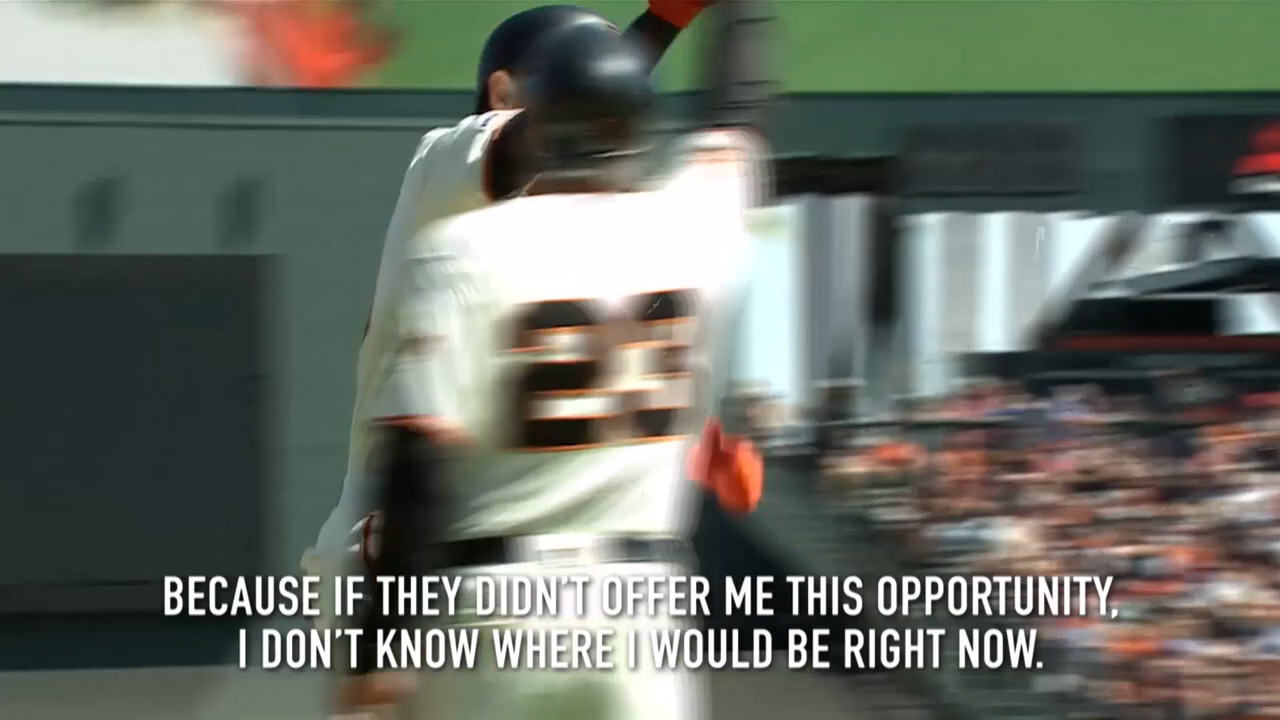 BECAUSE IF THEY DIDN'T OFFER ME THIS OPPORTUNITY,
I DON'T KNOW WHERE I WOULD BE RIGHT NOW.